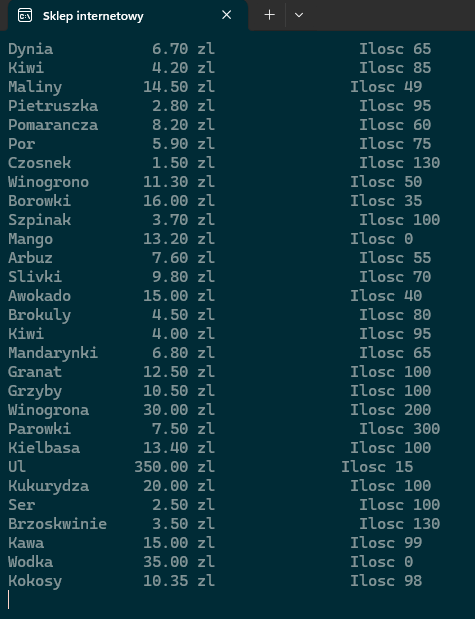 Sklep internetowy
Dynia 6.70 zl Ilosc 65
Kiwi 4.20 zl Ilosc 85
Maliny 14.50 zl Ilosc 49
Pietruszka 2.80 zl Ilosc 95
Pomarancza 8.20 zl Ilosc 60
Por 5.90 zl Ilosc 75
Czosnek 1.50 zl Ilosc 130
Winogrono 11.30 zl Ilosc 50
Borowki 16.00 zl Ilosc 35
Szpinak 3.70 zl Ilosc 100
Mango 13.20 zl Ilosc 0
Arbuz 7.60 zl Ilosc 55
Slivki 9.80 zl Ilosc 70
Awokado 15.00 zl Ilosc 40
Brokuly 4.50 zl Ilosc 80
Kiwi 4.00 zl Ilosc 95
Mandarynki 6.80 zl Ilosc 65
Granat 12.50 zl Ilosc 100
Grzyby 10.50 zl Ilosc 100
Winogrona 30.00 zl Ilosc 200
Parowki 7.50 zl Ilosc 300
Kielbasa 13.40 zl Ilosc 100
Ul 350.00 zl Ilosc 15
Kukurydza 20.00 zl Ilosc 100
Ser 2.50 zl Ilosc 100
Brzoskwinie 3.50 zl Ilosc 130
Kawa 15.00 zl Ilosc 99
Wodka 35.00 zl Ilosc 0
Kokosy 10.35 zl Ilosc 98